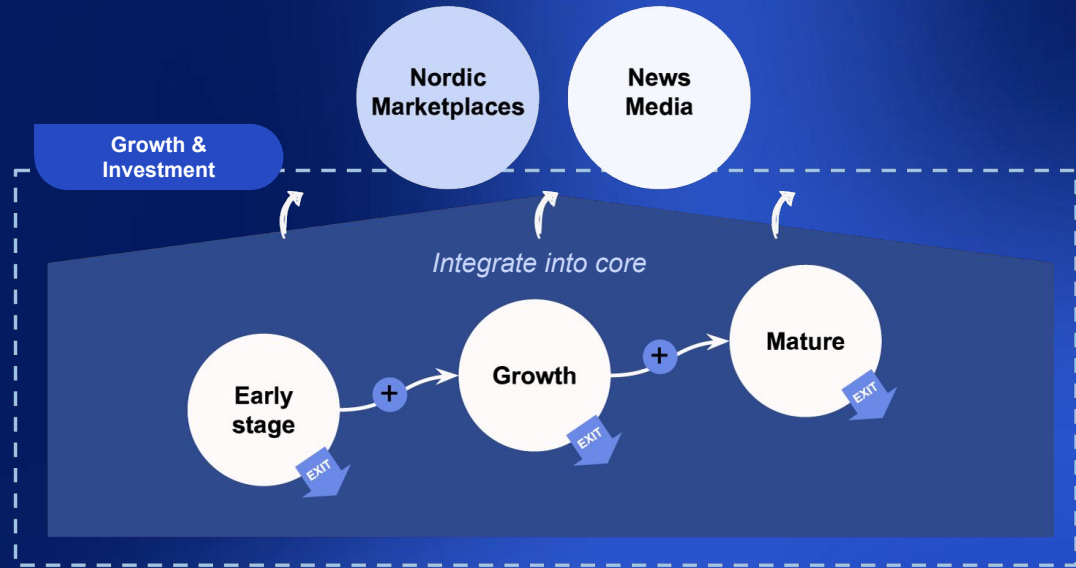 Nordic
Marketplaces
News
Media
Growth &
Investment
Integrate into core
Early
stage
+
Growth
+
Mature
EXIT
EXIT
EXIT